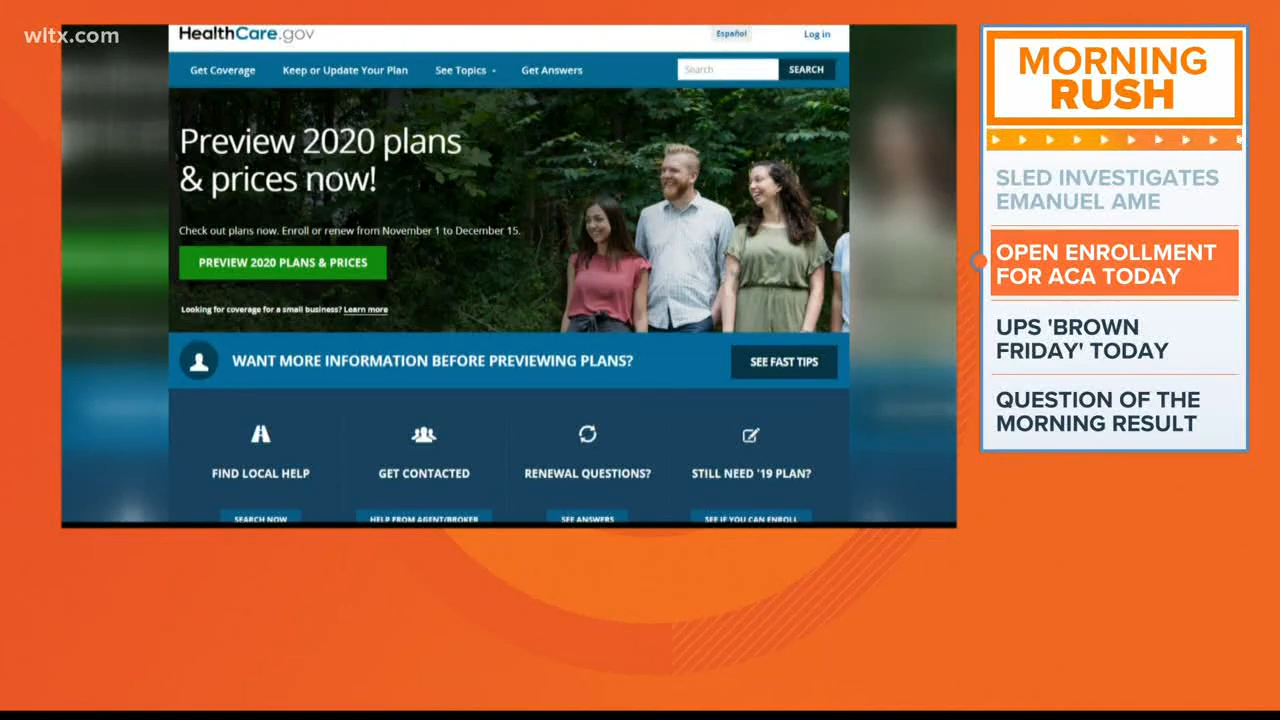 wltx.com
HealthCare.gov
Español
Log in
Get Coverage
Keep or Update Your Plan
See Topics
Get Answers
Search
SEARCH
Preview 2020 plans
& prices now!
Check out plans now. Enroll or renew from November 1 to December 15.
PREVIEW 2020 PLANS & PRICES
Looking for coverage for a small business? Learn more
WANT MORE INFORMATION BEFORE PREVIEWING PLANS?
SEE FAST TIPS
FIND LOCAL HELP
GET CONTACTED
RENEWAL QUESTIONS?
STILL NEED '19 PLAN?
SEARCH NOW
HELP FROM AGENT/BROKER
SEE ANSWERS
SEE IF YOU CAN ENROLL
MORNING
RUSH
SLED INVESTIGATES
EMANUEL AME
OPEN ENROLLMENT
FOR ACA TODAY
UPS 'BROWN
FRIDAY' TODAY
QUESTION OF THE
MORNING RESULT